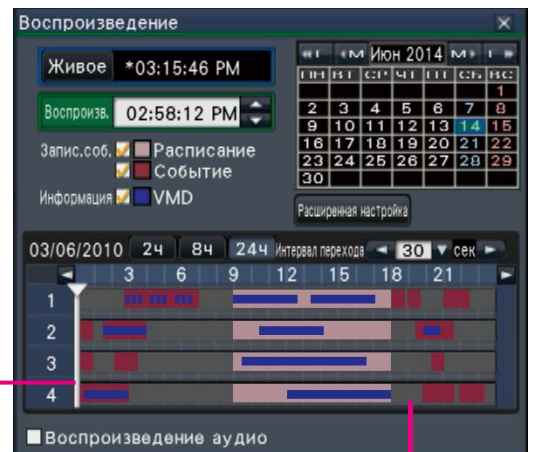 Воспроизведение
Живое *03:15:46 PM
Воспроизв. 02:58:12 PM
Запис.соб. Расписание
Событие
Информация VMD
Июн 2014
ПН ВТ СР ЧТ ПТ СБ ВС
1
2 3 4 5 6 7 8
9 10 11 12 13 14 15
16 17 18 19 20 21 22
23 24 25 26 27 28 29
30
Расширенная настройка
03/06/2010 2ч 8ч 24ч Интервал перехода 30 сек
3 6 9 12 15 18 21
1
2
3
4
Воспроизведение аудио